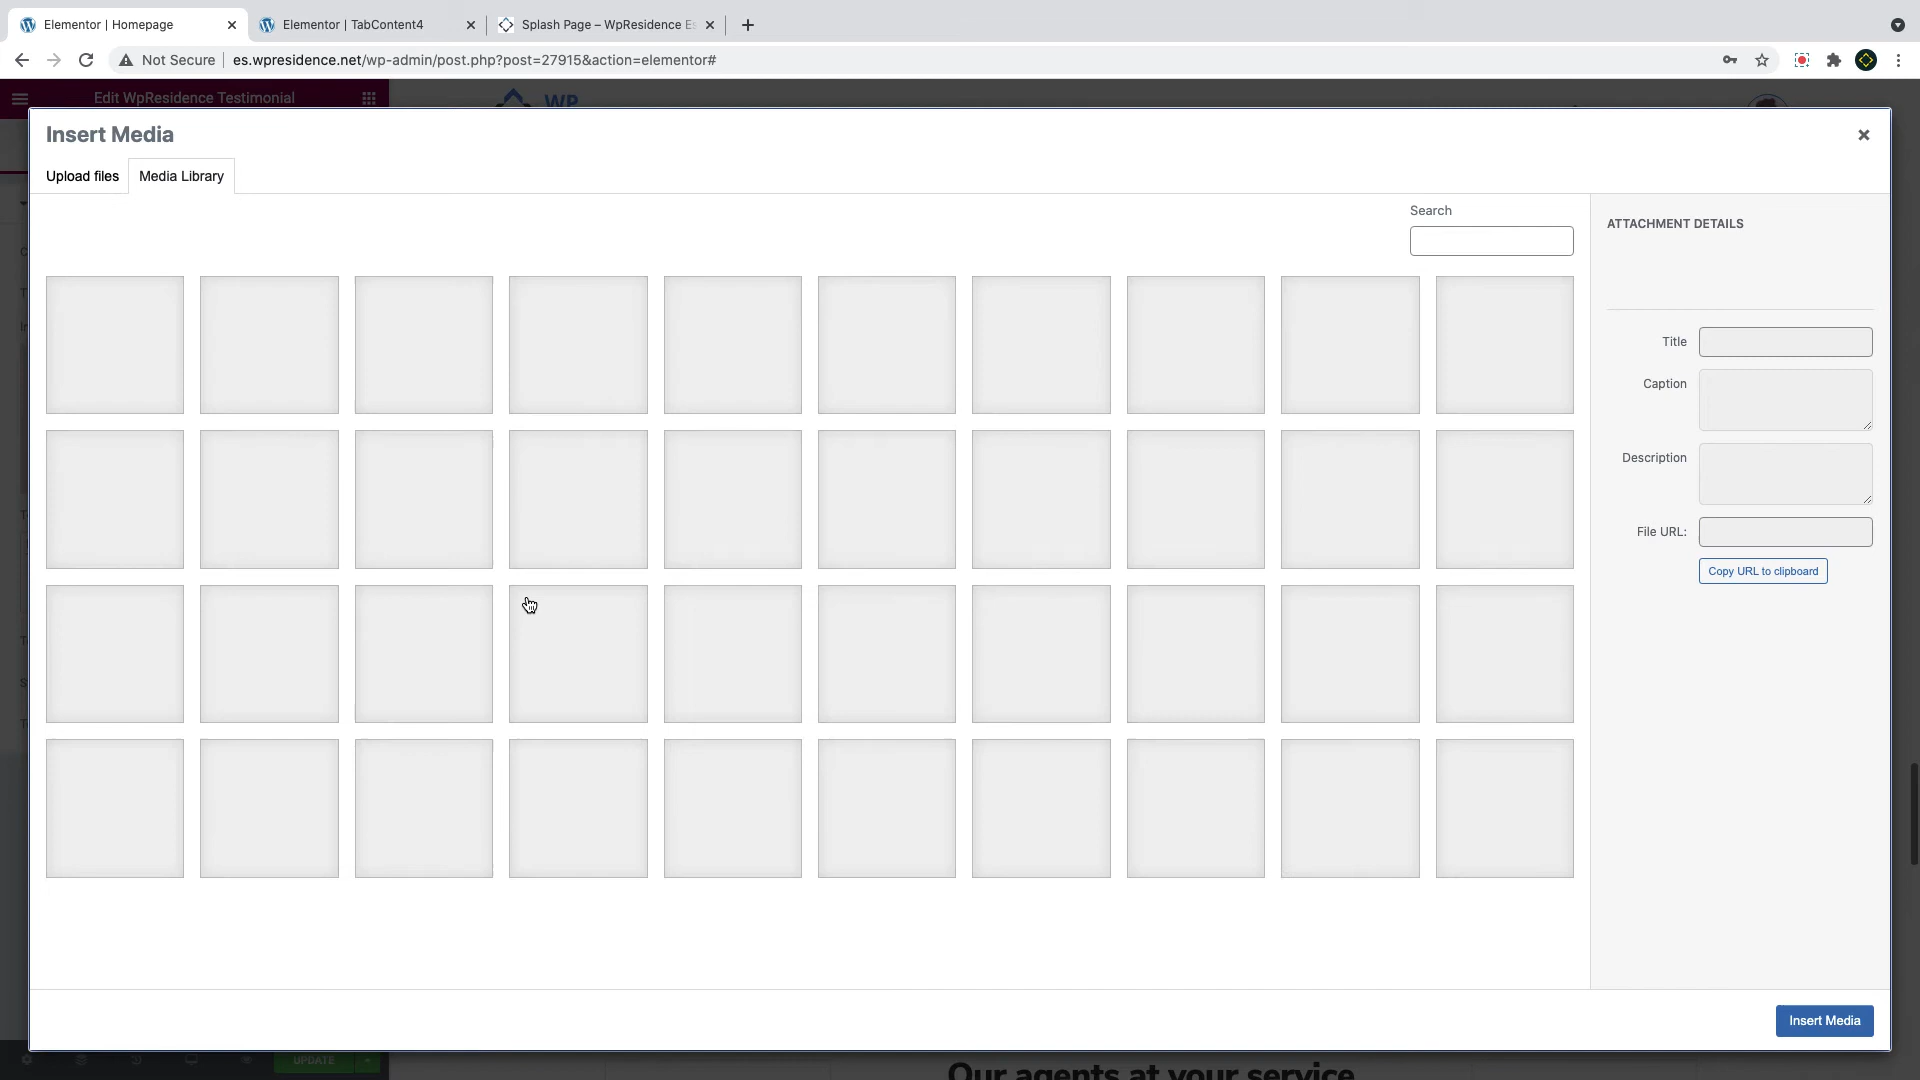 Elementor | Homepage
Elementor | TabContent4
Splash Page – WpResidence Es
Not Secure
es.wpresidence.net/wp-admin/post.php?post=27915&action=elementor#
Edit WpResidence Testimonial
WP
Insert Media
Upload files
Media Library
Search
ATTACHMENT DETAILS
Title
Caption
Description
File URL:
Copy URL to clipboard
Insert Media
UPDATE
Our agents at your service